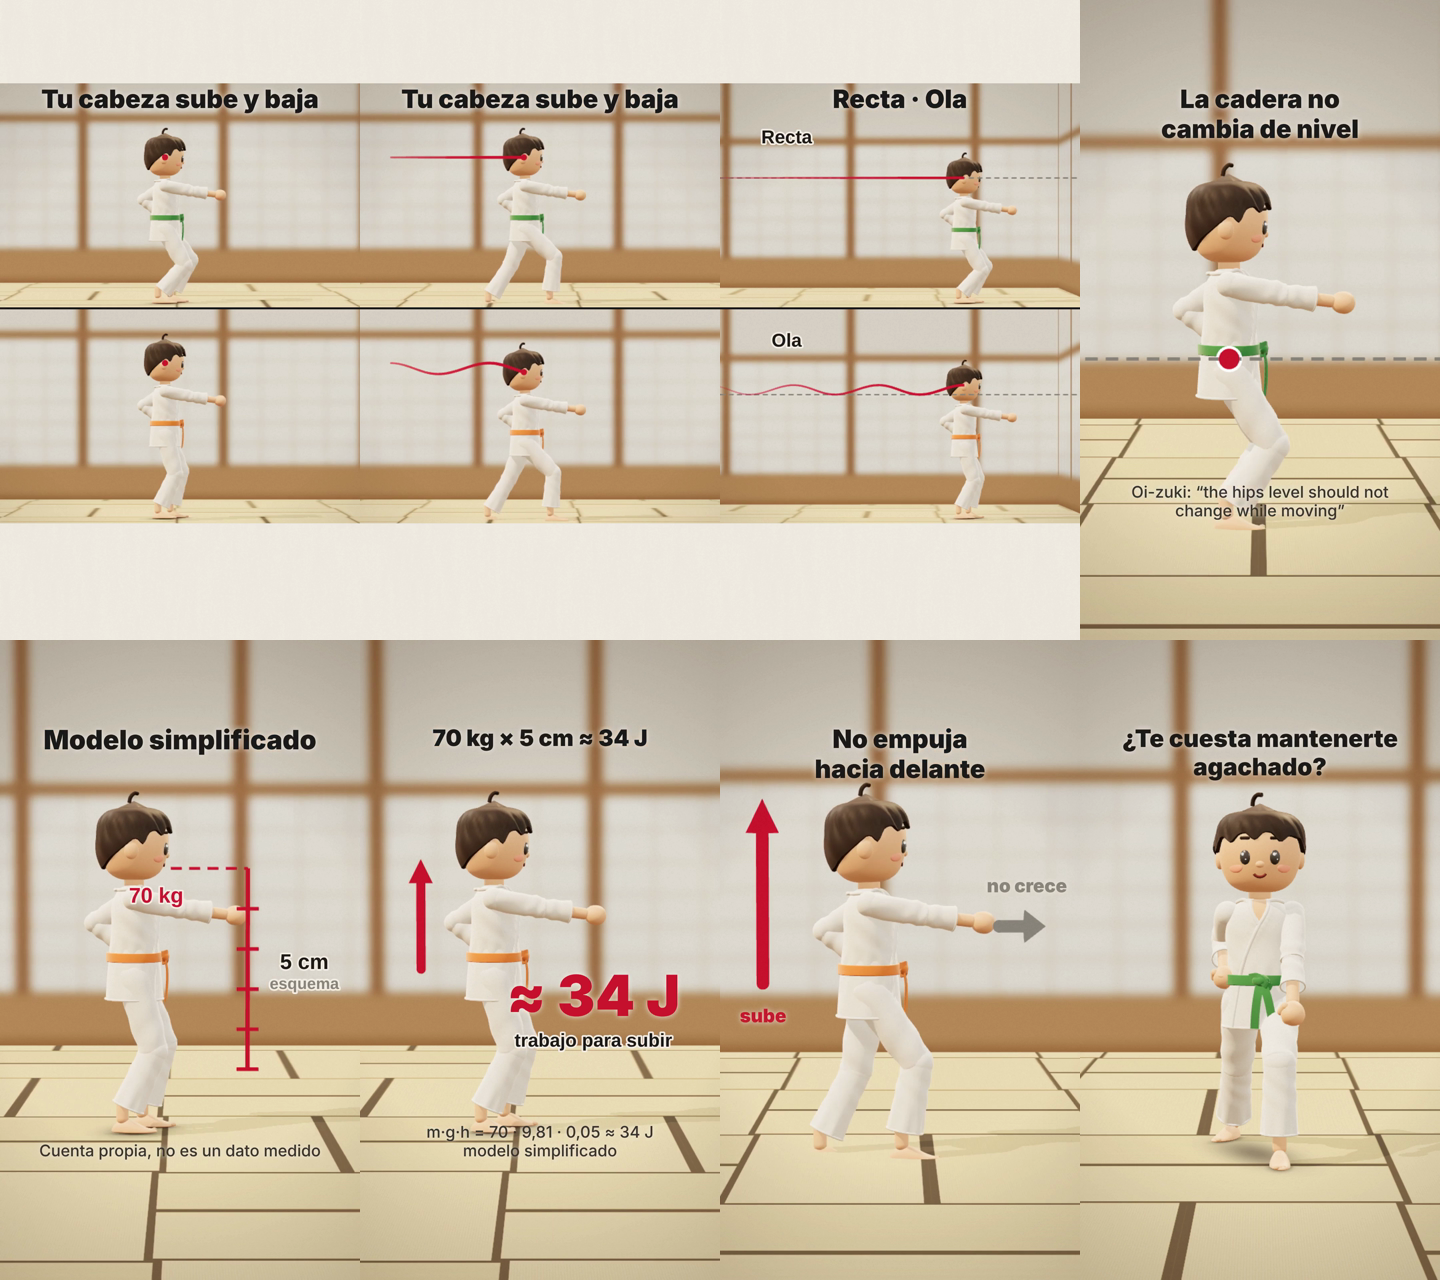 Tu cabeza sube y baja
Tu cabeza sube y baja
Recta · Ola
Recta
Ola
La cadera no
cambia de nivel
Oi-zuki: “the hips level should not
change while moving”
Modelo simplificado
70 kg
5 cm
esquema
Cuenta propia, no es un dato medido
70 kg × 5 cm ≈ 34 J
≈ 34 J
trabajo para subir
m·g·h = 70 · 9,81 · 0,05 ≈ 34 J
modelo simplificado
No empuja
hacia delante
no crece
sube
¿Te cuesta mantenerte
agachado?